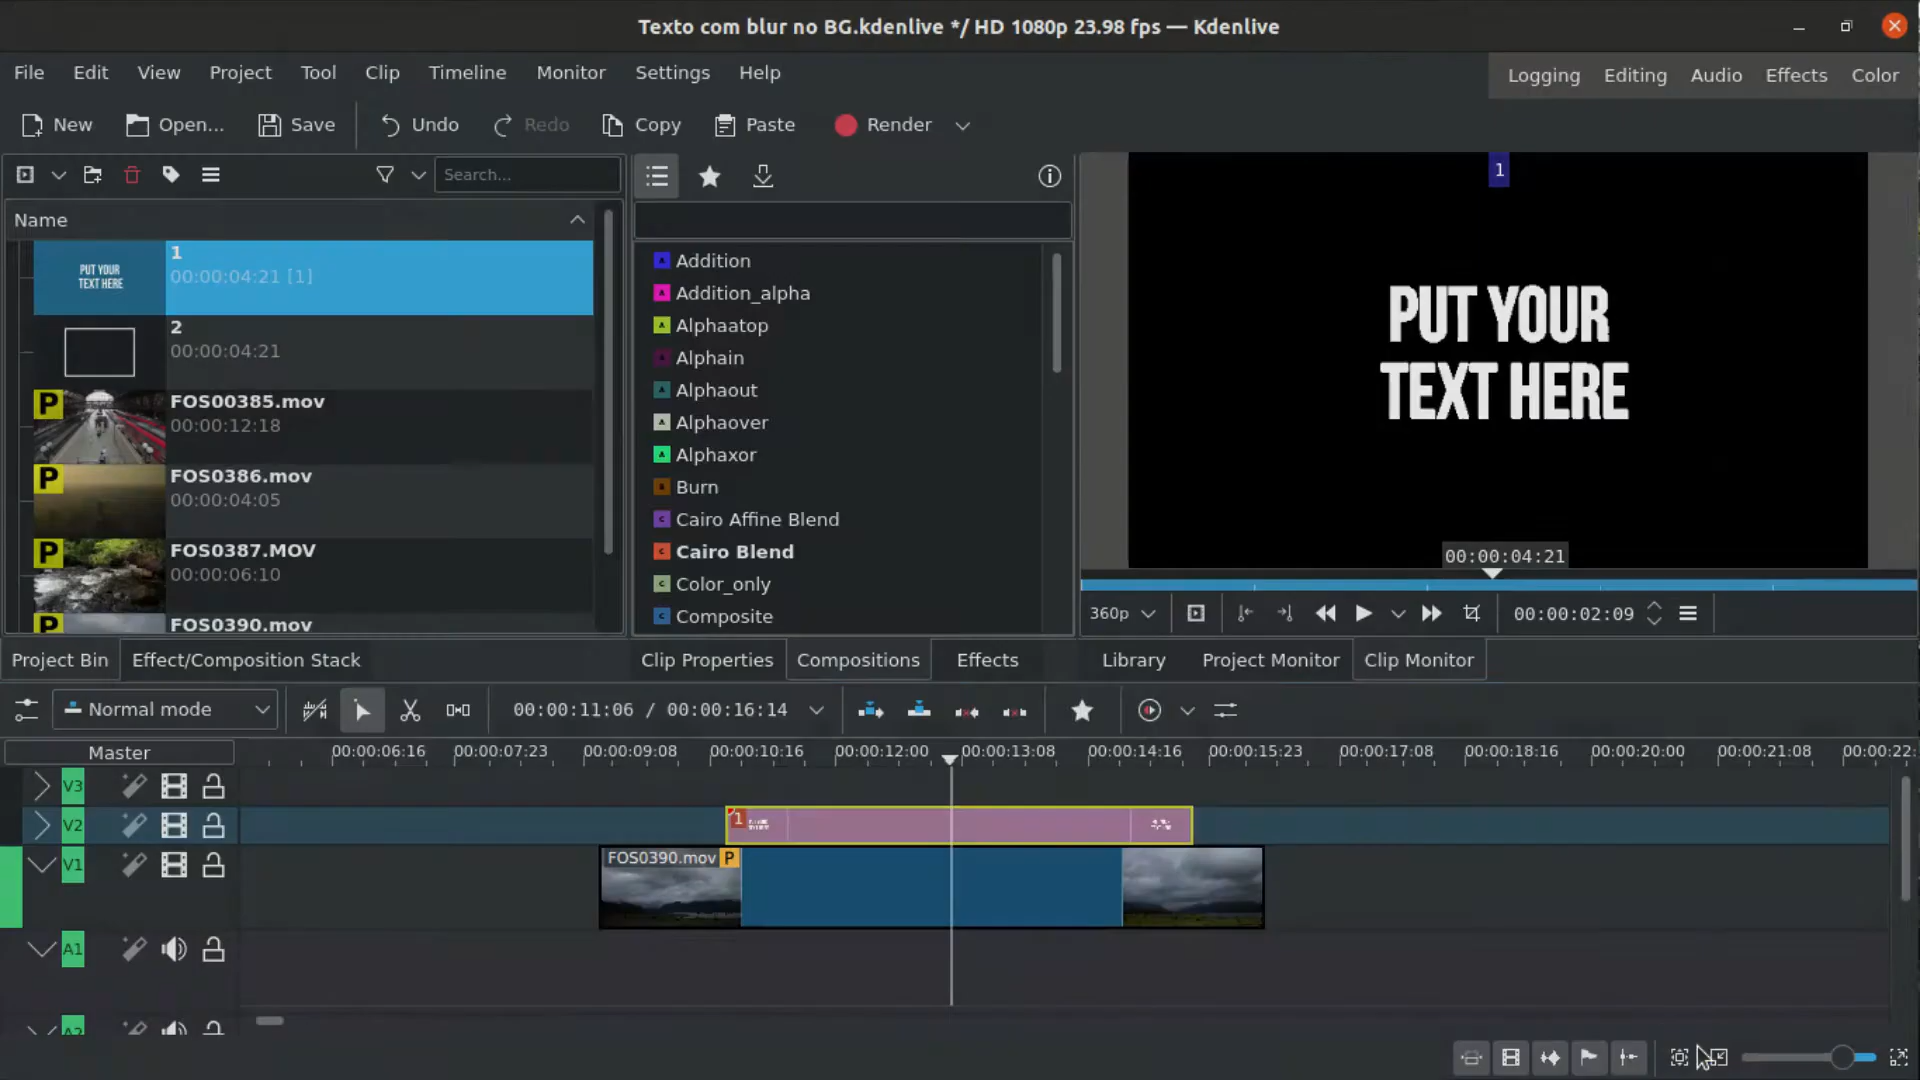 Texto com blur no BG.kdenlive */ HD 1080p 23.98 fps — Kdenlive
File Edit View Project Tool Clip Timeline Monitor Settings Help
Logging Editing Audio Effects Color
New Open... Save Undo Redo Copy Paste Render
Search...
Name
PUT YOUR
TEXT HERE
1
00:00:04:21 [1]
2
00:00:04:21
P
FOS00385.mov
00:00:12:18
P
FOS0386.mov
00:00:04:05
P
FOS0387.MOV
00:00:06:10
P
FOS0390.mov
Addition
Addition_alpha
Alphaatop
Alphain
Alphaout
Alphaover
Alphaxor
Burn
Cairo Affine Blend
Cairo Blend
Color_only
Composite
1
PUT YOUR
TEXT HERE
00:00:04:21
360p 00:00:02:09
Project Bin Effect/Composition Stack Clip Properties Compositions Effects Library Project Monitor Clip Monitor
Normal mode 00:00:11:06 / 00:00:16:14
Master 00:00:06:16 00:00:07:23 00:00:09:08 00:00:10:16 00:00:12:00 00:00:13:08 00:00:14:16 00:00:15:23 00:00:17:08 00:00:18:16 00:00:20:00 00:00:21:08 00:00:22:
V3
V2 1
V1 FOS0390.mov P
A1
A2